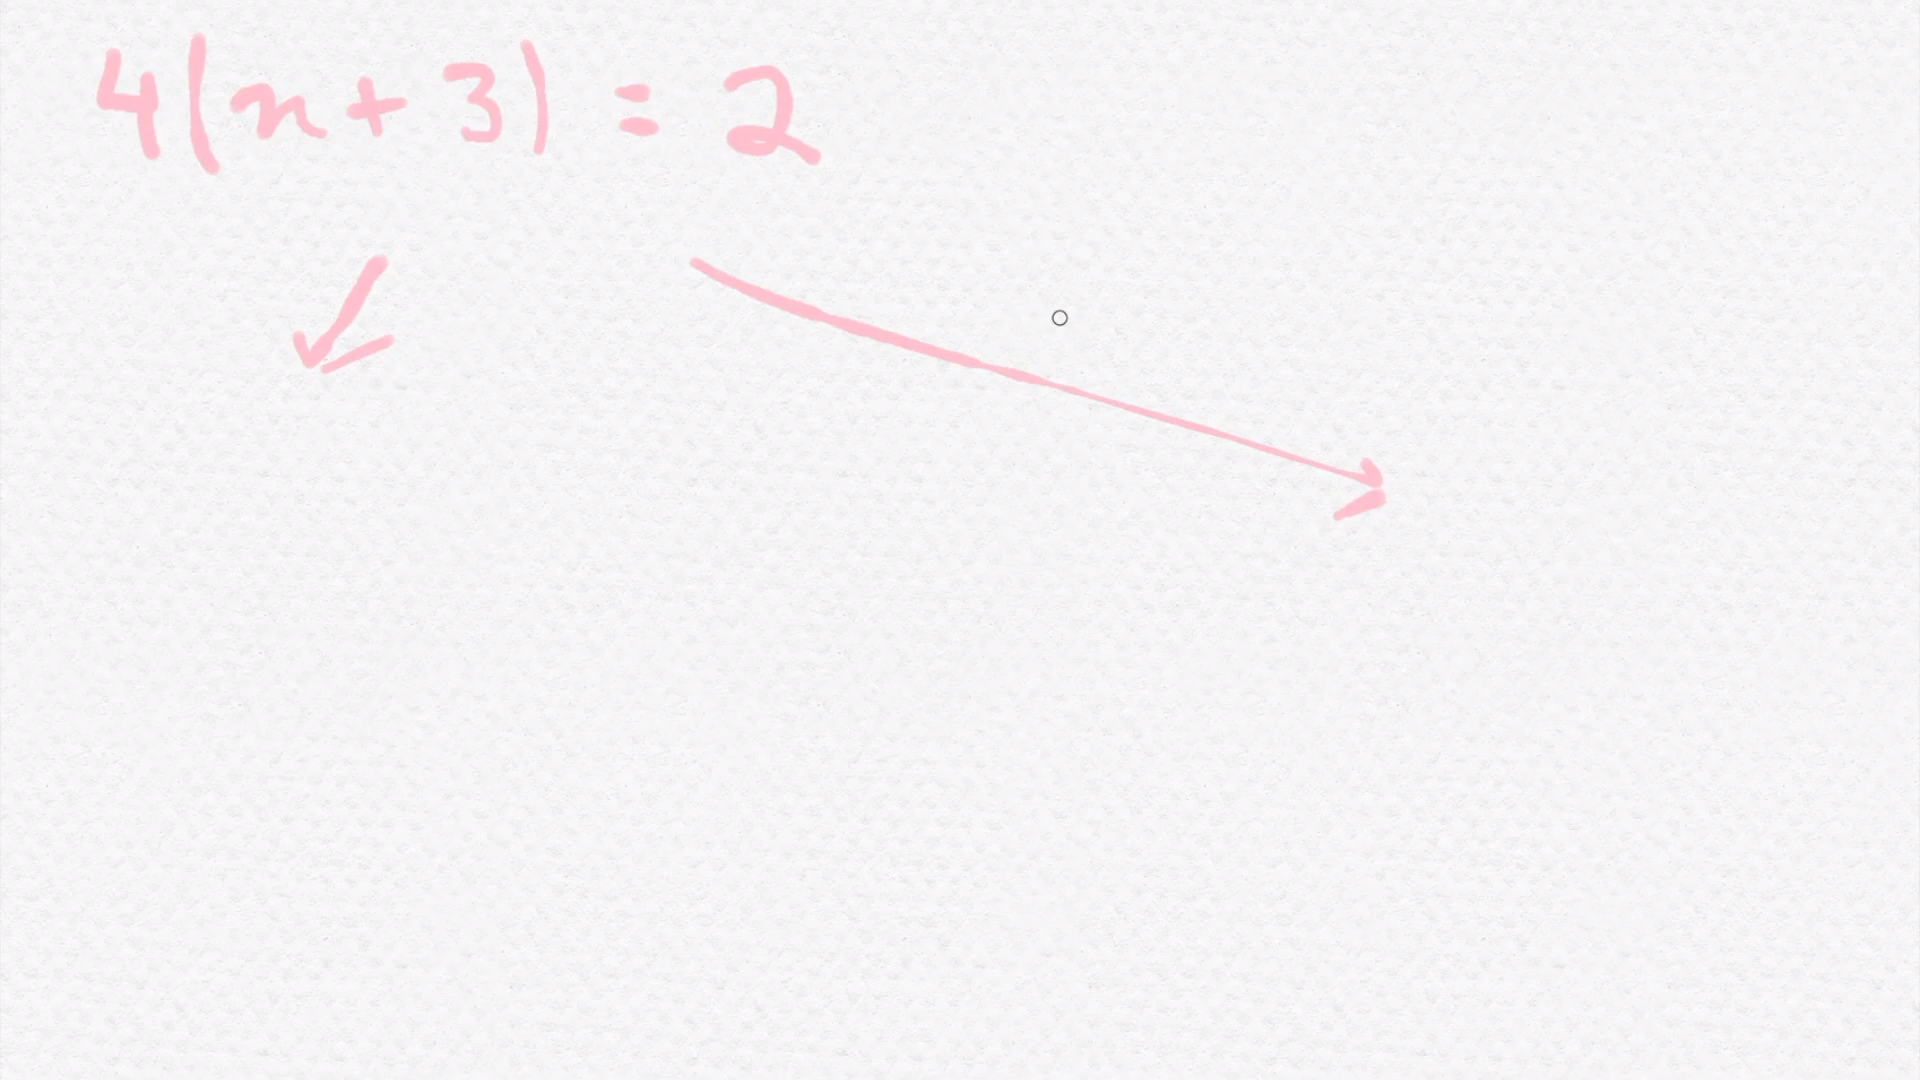 4(n+3) = 2